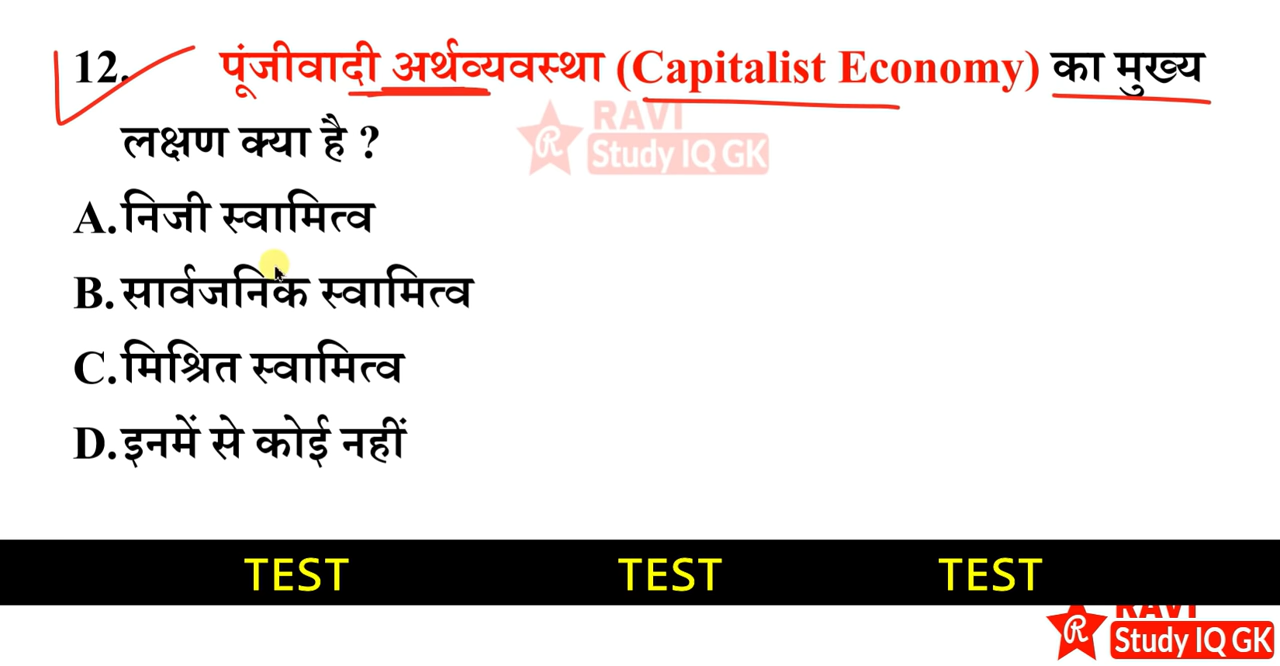 12. पूंजीवादी अर्थव्यवस्था (Capitalist Economy) का मुख्य
लक्षण क्या है ?
RAVI
Study IQ GK
A. निजी स्वामित्व
B. सार्वजनिक स्वामित्व
C. मिश्रित स्वामित्व
D. इनमें से कोई नहीं
TEST TEST TEST
RAVI
Study IQ GK